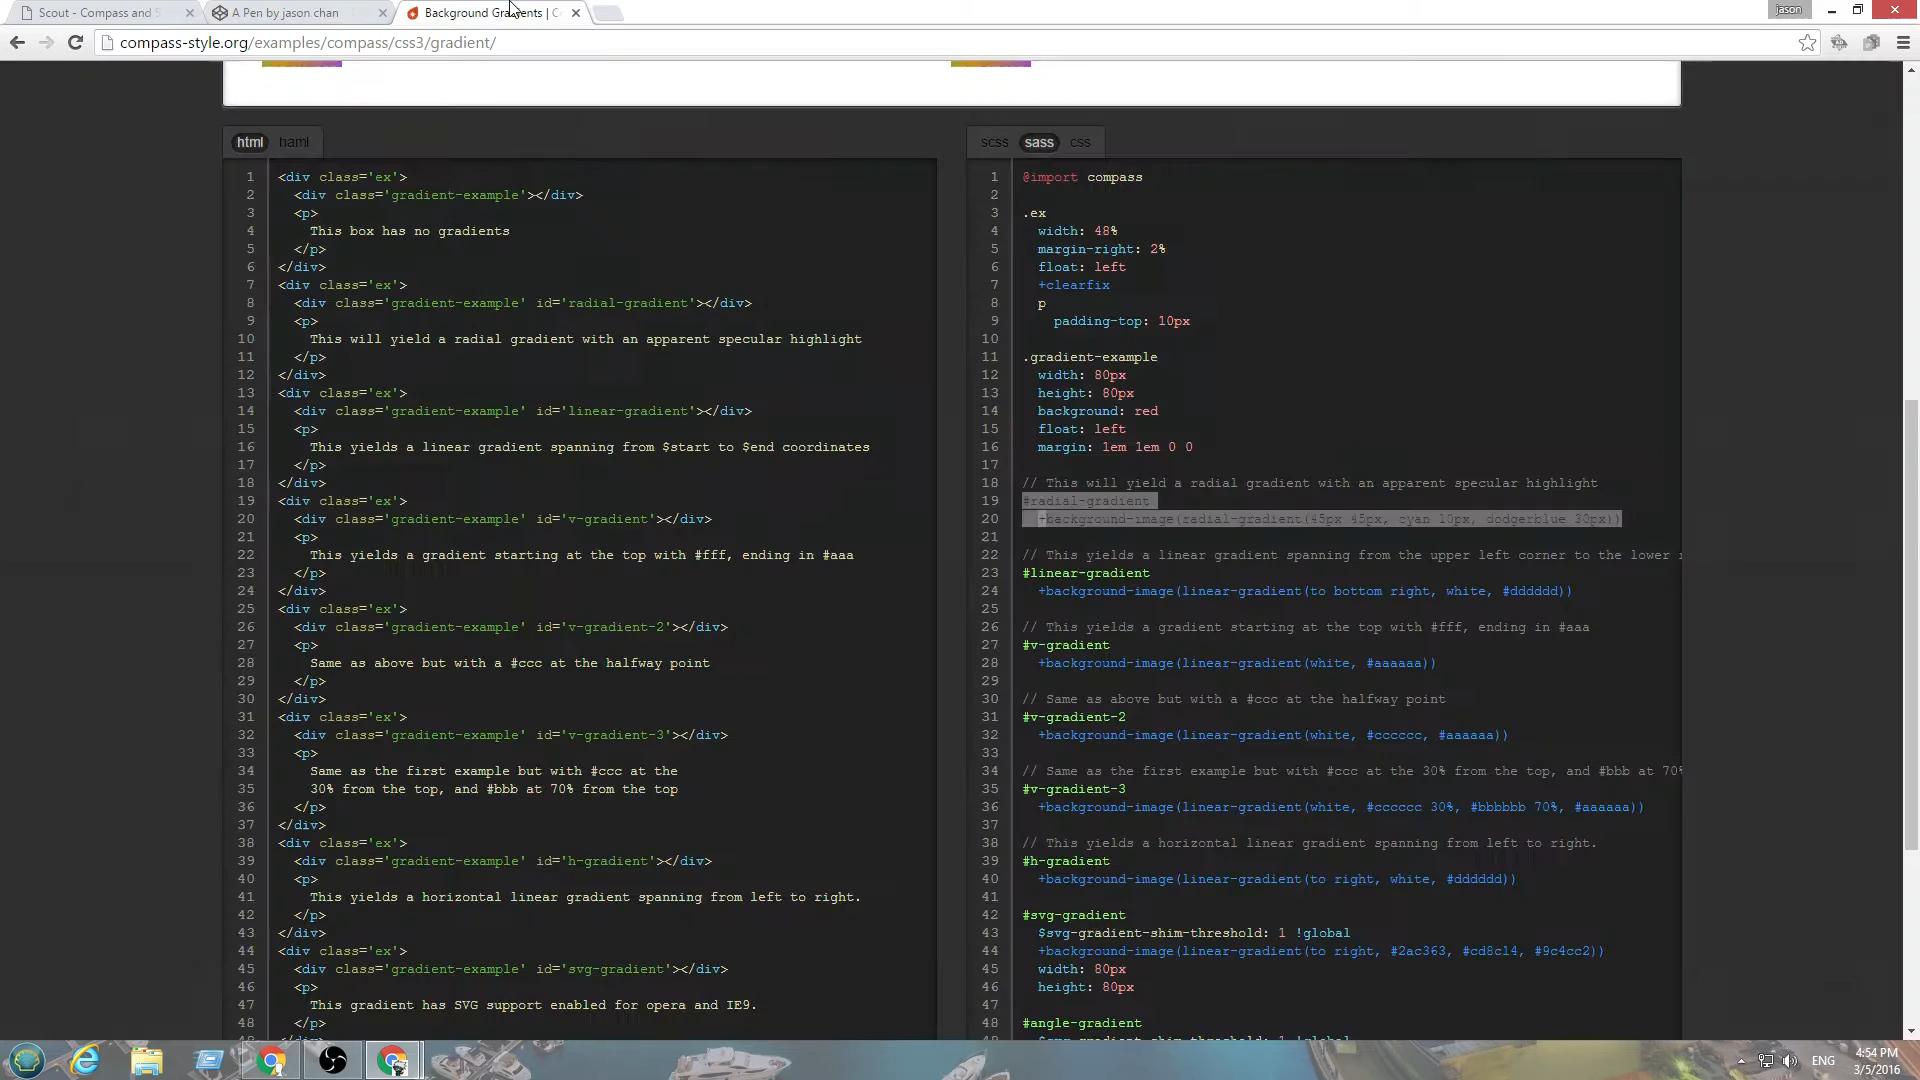 Scout - Compass and S
A Pen by jason chan
Background Gradients | C
jason
compass-style.org/examples/compass/css3/gradient/
html haml
1 <div class='ex'>
2 <div class='gradient-example'></div>
3 <p>
4 This box has no gradients
5 </p>
6 </div>
7 <div class='ex'>
8 <div class='gradient-example' id='radial-gradient'></div>
9 <p>
10 This will yield a radial gradient with an apparent specular highlight
11 </p>
12 </div>
13 <div class='ex'>
14 <div class='gradient-example' id='linear-gradient'></div>
15 <p>
16 This yields a linear gradient spanning from $start to $end coordinates
17 </p>
18 </div>
19 <div class='ex'>
20 <div class='gradient-example' id='v-gradient'></div>
21 <p>
22 This yields a gradient starting at the top with #fff, ending in #aaa
23 </p>
24 </div>
25 <div class='ex'>
26 <div class='gradient-example' id='v-gradient-2'></div>
27 <p>
28 Same as above but with a #ccc at the halfway point
29 </p>
30 </div>
31 <div class='ex'>
32 <div class='gradient-example' id='v-gradient-3'></div>
33 <p>
34 Same as the first example but with #ccc at the
35 30% from the top, and #bbb at 70% from the top
36 </p>
37 </div>
38 <div class='ex'>
39 <div class='gradient-example' id='h-gradient'></div>
40 <p>
41 This yields a horizontal linear gradient spanning from left to right.
42 </p>
43 </div>
44 <div class='ex'>
45 <div class='gradient-example' id='svg-gradient'></div>
46 <p>
47 This gradient has SVG support enabled for opera and IE9.
48 </p>
scss sass css
1 @import compass
2
3 .ex
4 width: 48%
5 margin-right: 2%
6 float: left
7 +clearfix
8 p
9 padding-top: 10px
10
11 .gradient-example
12 width: 80px
13 height: 80px
14 background: red
15 float: left
16 margin: 1em 1em 0 0
17
18 // This will yield a radial gradient with an apparent specular highlight
19 #radial-gradient
20 +background-image(radial-gradient(45px 45px, cyan 10px, dodgerblue 30px))
21
22 // This yields a linear gradient spanning from the upper left corner to the lower
23 #linear-gradient
24 +background-image(linear-gradient(to bottom right, white, #dddddd))
25
26 // This yields a gradient starting at the top with #fff, ending in #aaa
27 #v-gradient
28 +background-image(linear-gradient(white, #aaaaaa))
29
30 // Same as above but with a #ccc at the halfway point
31 #v-gradient-2
32 +background-image(linear-gradient(white, #cccccc, #aaaaaa))
33
34 // Same as the first example but with #ccc at the 30% from the top, and #bbb at 70%
35 #v-gradient-3
36 +background-image(linear-gradient(white, #cccccc 30%, #bbbbbb 70%, #aaaaaa))
37
38 // This yields a horizontal linear gradient spanning from left to right.
39 #h-gradient
40 +background-image(linear-gradient(to right, white, #dddddd))
41
42 #svg-gradient
43 $svg-gradient-shim-threshold: 1 !global
44 +background-image(linear-gradient(to right, #2ac363, #cd8c14, #9c4cc2))
45 width: 80px
46 height: 80px
47
48 #angle-gradient
ENG
4:54 PM
3/5/2016